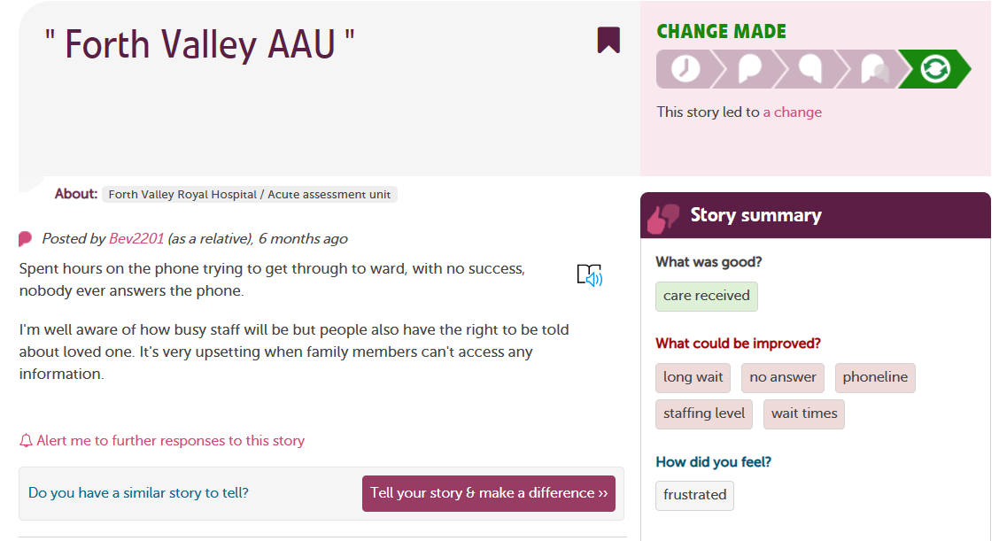 " Forth Valley AAU "
CHANGE MADE
This story led to a change
About: Forth Valley Royal Hospital / Acute assessment unit
Posted by Bev2201 (as a relative), 6 months ago
Spent hours on the phone trying to get through to ward, with no success,
nobody ever answers the phone.
I'm well aware of how busy staff will be but people also have the right to be told
about loved one. It's very upsetting when family members can't access any
information.
Alert me to further responses to this story
Do you have a similar story to tell?
Tell your story & make a difference ››
Story summary
What was good?
care received
What could be improved?
long wait no answer phoneline
staffing level wait times
How did you feel?
frustrated